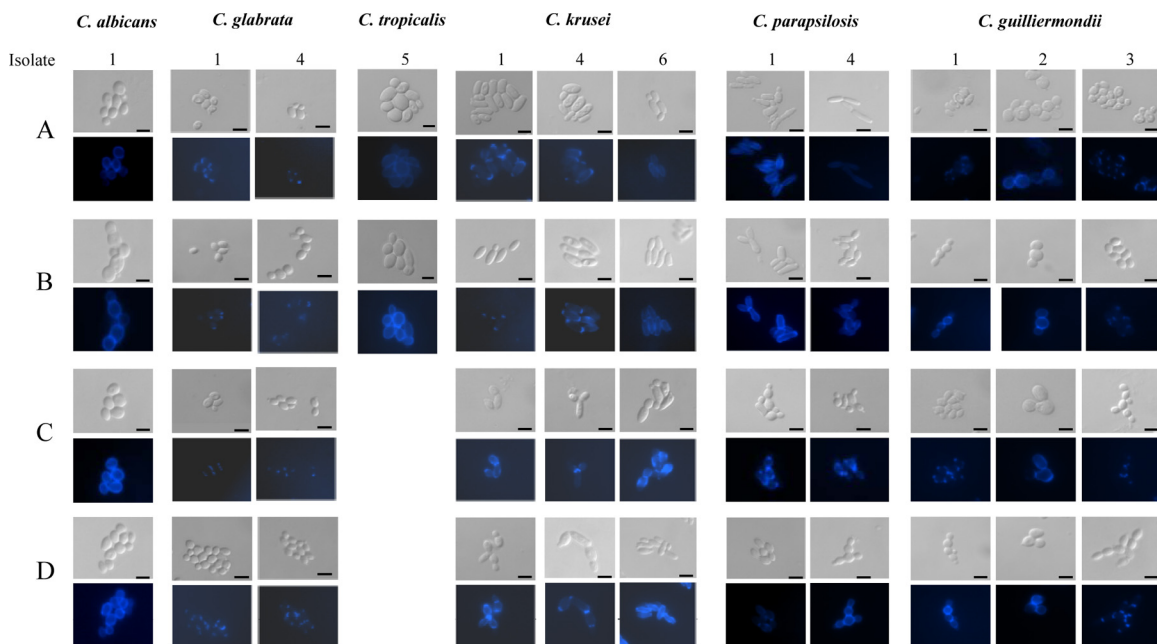 C. albicans C. glabrata C. tropicalis C. krusei C. parapsilosis C. guilliermondii
Isolate 1 1 4 5 1 4 6 1 4 1 2 3
A
B
C
D